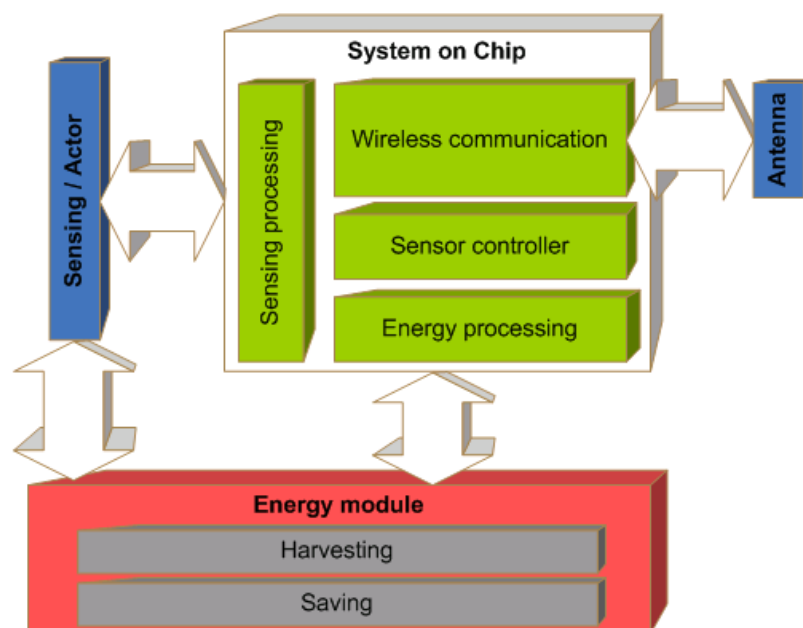 System on Chip
Sensing / Actor
Sensing processing
Wireless communication
Sensor controller
Energy processing
Antenna
Energy module
Harvesting
Saving